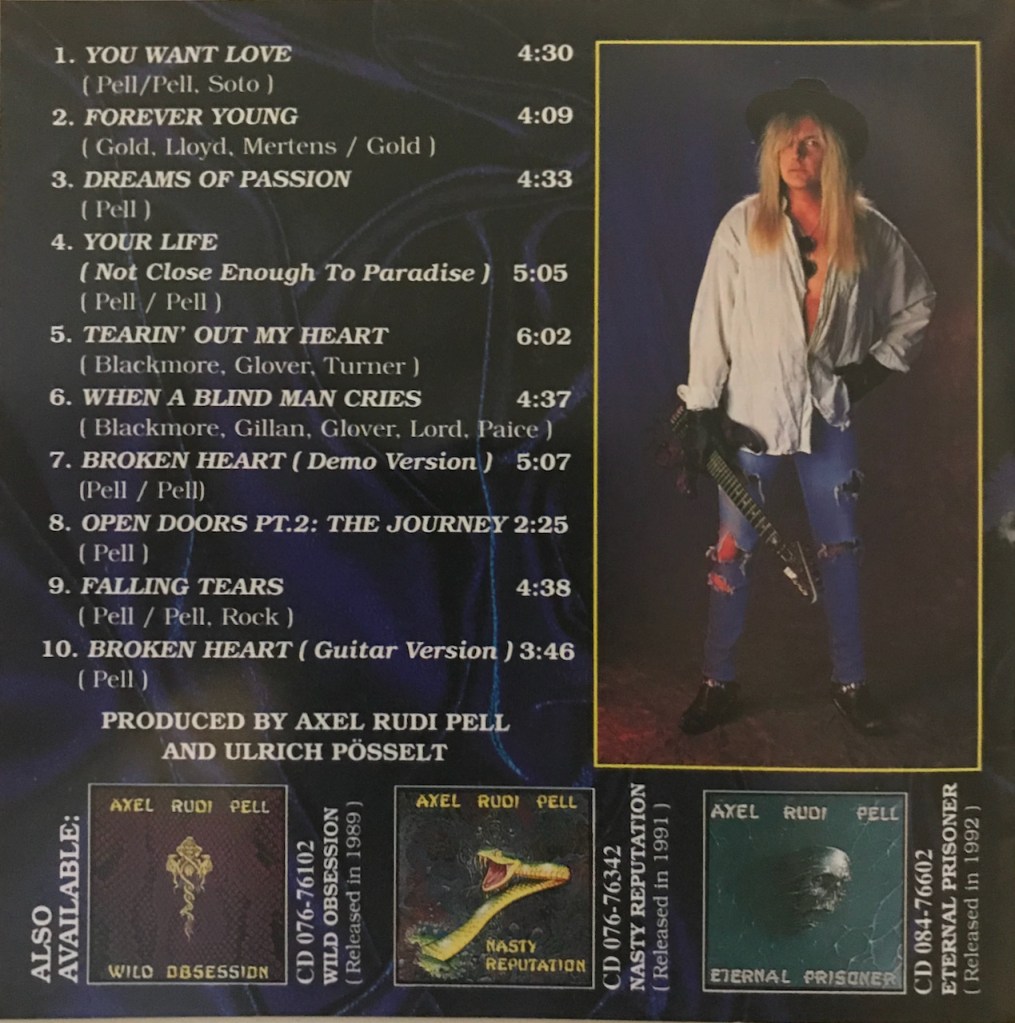 1. YOU WANT LOVE 4:30
( Pell/Pell, Soto )
2. FOREVER YOUNG 4:09
( Gold, Lloyd, Mertens / Gold )
3. DREAMS OF PASSION 4:33
( Pell )
4. YOUR LIFE
( Not Close Enough To Paradise ) 5:05
( Pell / Pell )
5. TEARIN' OUT MY HEART 6:02
( Blackmore, Glover, Turner )
6. WHEN A BLIND MAN CRIES 4:37
( Blackmore, Gillan, Glover, Lord, Paice )
7. BROKEN HEART ( Demo Version ) 5:07
(Pell / Pell)
8. OPEN DOORS PT.2: THE JOURNEY 2:25
( Pell )
9. FALLING TEARS 4:38
( Pell / Pell, Rock )
10. BROKEN HEART ( Guitar Version ) 3:46
( Pell )
PRODUCED BY AXEL RUDI PELL
AND ULRICH PÖSSELT
ALSO
AVAILABLE:
AXEL RUDI PELL
WILD OBSESSION
CD 076-76102
WILD OBSESSION
( Released in 1989 )
AXEL RUDI PELL
NASTY
REPUTATION
CD 076-76342
NASTY REPUTATION
( Released in 1991 )
AXEL RUDI PELL
ETERNAL PRISONER
CD 084-76602
ETERNAL PRISONER
( Released in 1992 )